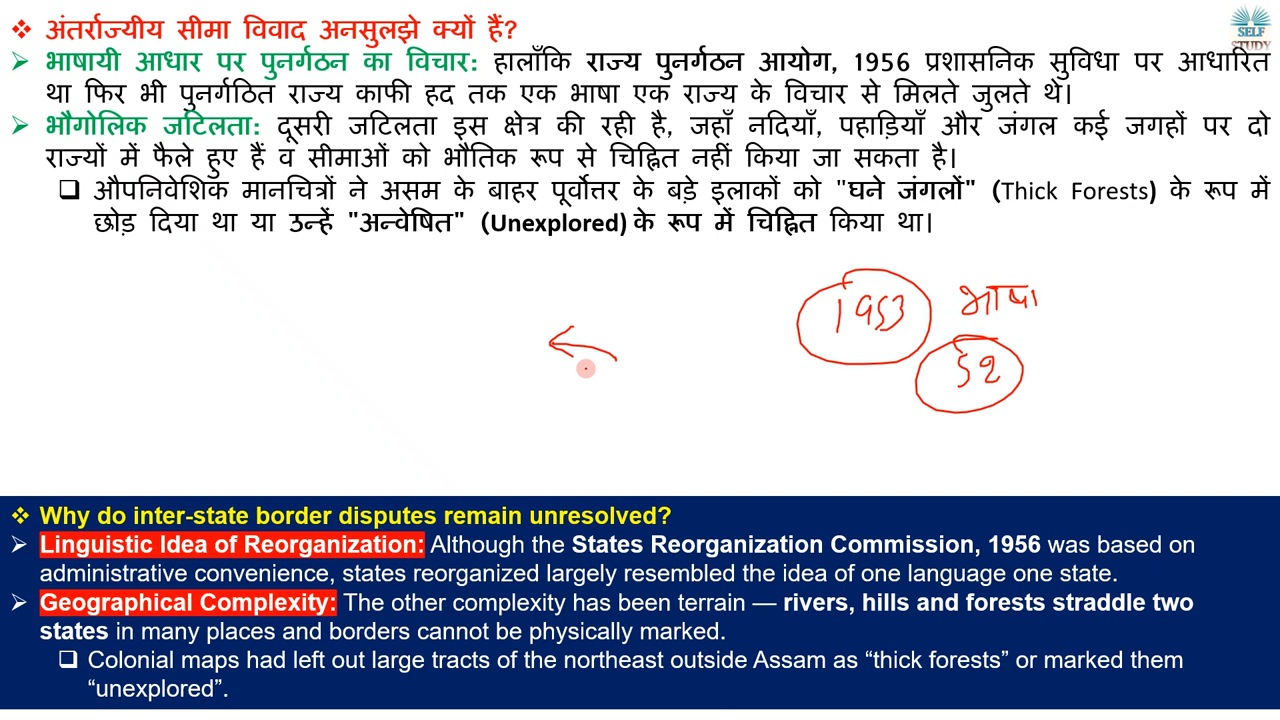 ❖ अंतर्राज्यीय सीमा विवाद अनसुलझे क्यों हैं?
SELF
STUDY
➢ भाषायी आधार पर पुनर्गठन का विचार: हालाँकि राज्य पुनर्गठन आयोग, 1956 प्रशासनिक सुविधा पर आधारित
था फिर भी पुनर्गठित राज्य काफी हद तक एक भाषा एक राज्य के विचार से मिलते जुलते थे।
➢ भौगोलिक जटिलता: दूसरी जटिलता इस क्षेत्र की रही है, जहाँ नदियाँ, पहाड़ियाँ और जंगल कई जगहों पर दो
राज्यों में फैले हुए हैं व सीमाओं को भौतिक रूप से चिह्नित नहीं किया जा सकता है।
❑ औपनिवेशिक मानचित्रों ने असम के बाहर पूर्वोत्तर के बड़े इलाकों को "घने जंगलों" (Thick Forests) के रूप में
छोड़ दिया था या उन्हें "अन्वेषित" (Unexplored) के रूप में चिह्नित किया था।
1953 भाषा
52
❖ Why do inter-state border disputes remain unresolved?
➢ Linguistic Idea of Reorganization: Although the States Reorganization Commission, 1956 was based on
administrative convenience, states reorganized largely resembled the idea of one language one state.
➢ Geographical Complexity: The other complexity has been terrain — rivers, hills and forests straddle two
states in many places and borders cannot be physically marked.
❑ Colonial maps had left out large tracts of the northeast outside Assam as “thick forests” or marked them
“unexplored”.